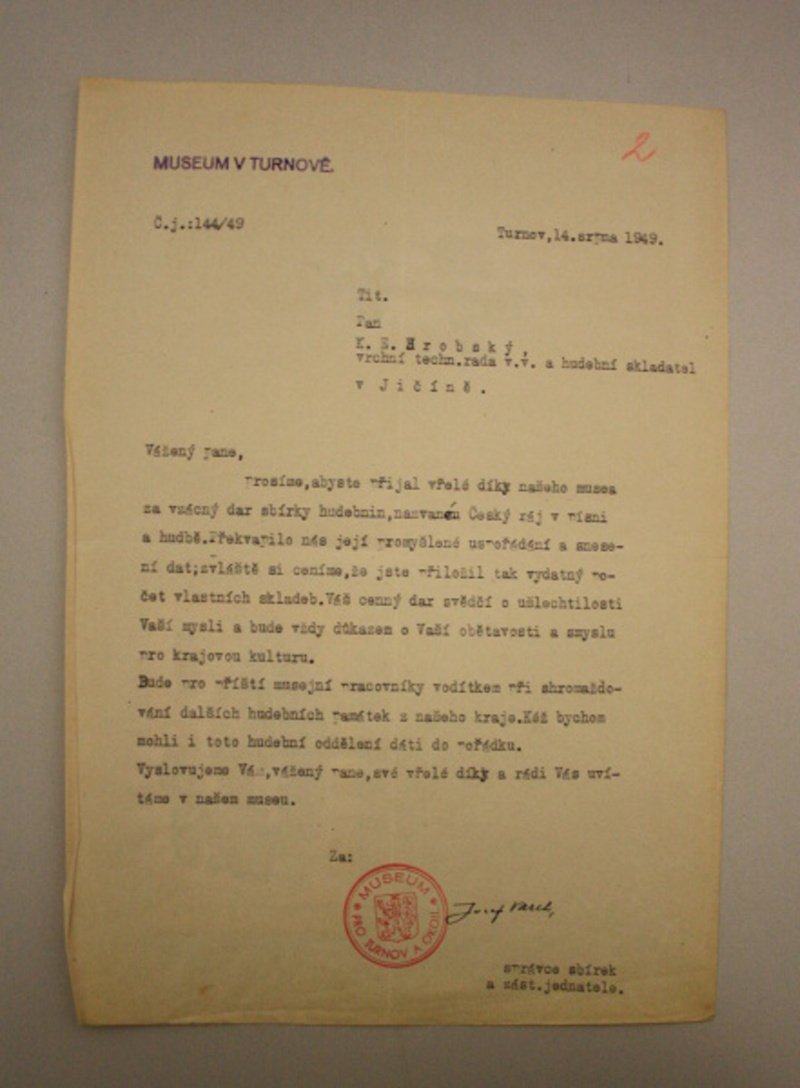 MUSEUM V TURNOVĚ.
2
Č.j.:144/49
Turnov,14.srpna 1949.
Tit.
Pan
K. E. Hrobský,
vrchní techn.rada v.v. a hudební skladatel
v Jičíně.
Vážený pane,
prosíme,abyste přijal vřelé díky našeho musea
za vzácný dar sbírky hudebnin,nazvanén Český ráj v písni
a hudbě.Překvapilo nás její promyšlené uspořádání a snese-
ní dat;zvláště si ceníme,že jste přiložil tak vydatný po-
čet vlastních skladeb.Váš cenný dar svědčí o ušlechtilosti
Vaší mysli a bude vždy důkazem o Vaší obětavosti a smyslu
pro krajovou kulturu.
Bude pro příští musejní pracovníky vodítkem při shromažďo-
vání dalších hudebních památek z našeho kraje.Kéž bychom
mohli i toto hudební oddělení dáti do pořádku.
Vyslovujeme Vám,vážený pane,své vřelé díky a rádi Vás uví-
táme v našem museu.
Za:
MUSEUM
PRO TURNOV A OKOLÍ
Josef
správce sbírek
a zást.jednatele.